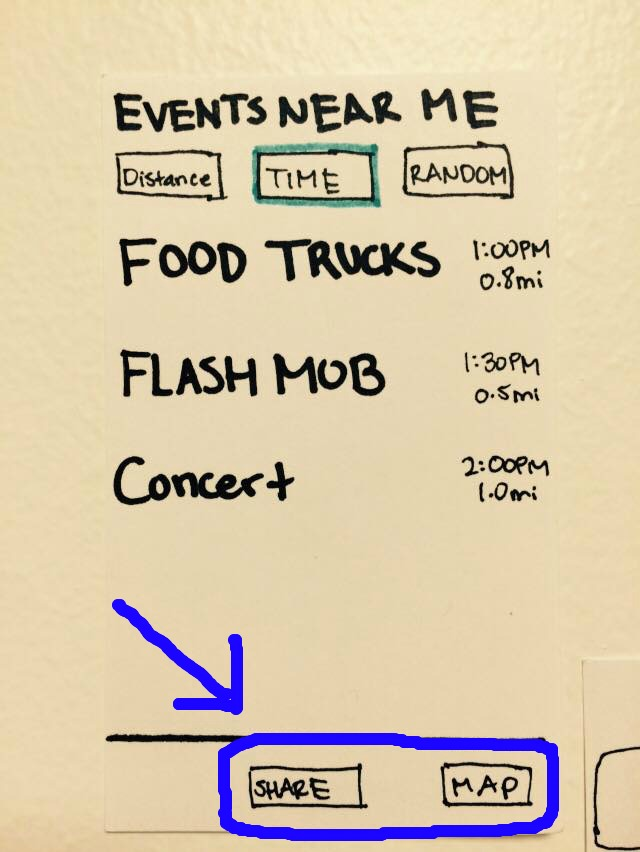 EVENTS NEAR ME
Distance TIME RANDOM
FOOD TRUCKS 1:00PM
0.8mi
FLASH MOB 1:30PM
0.5mi
Concert 2:00PM
1.0mi
SHARE MAP